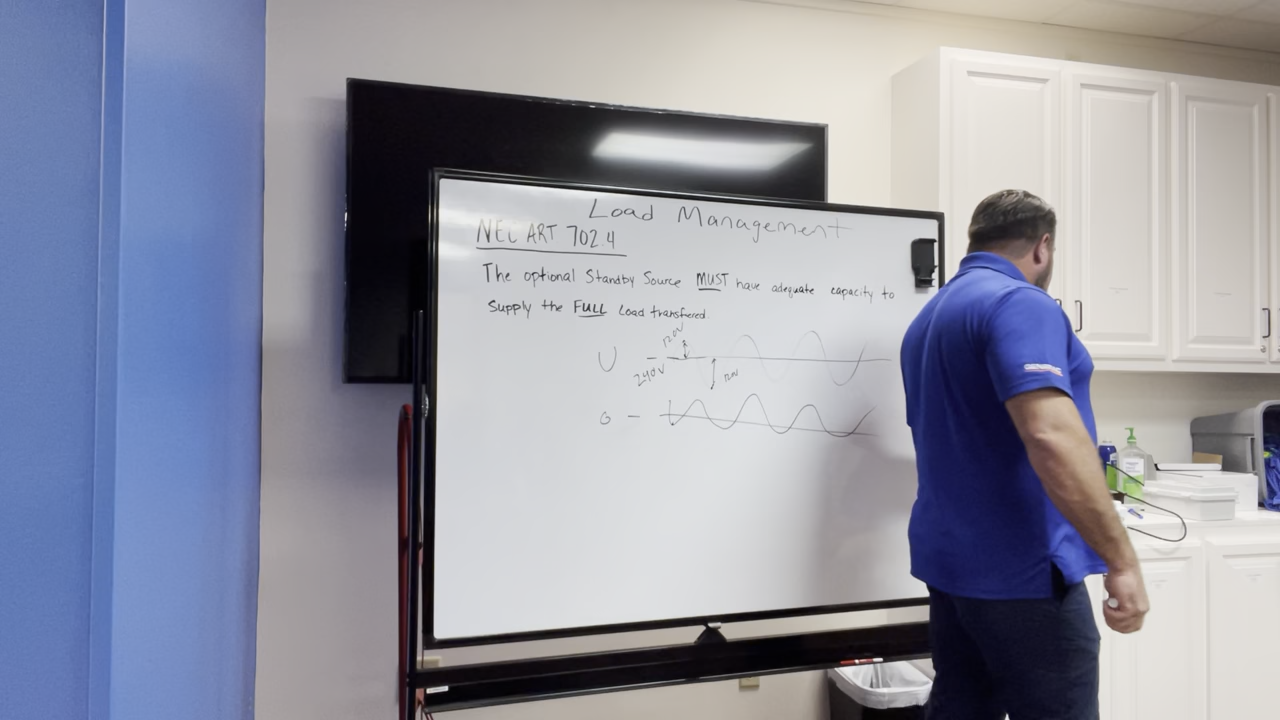 Load Management
NEC ART 702.4
The optional Standby Source MUST have adequate capacity to
Supply the FULL Load transfered.
120V
U
240V
120V
G